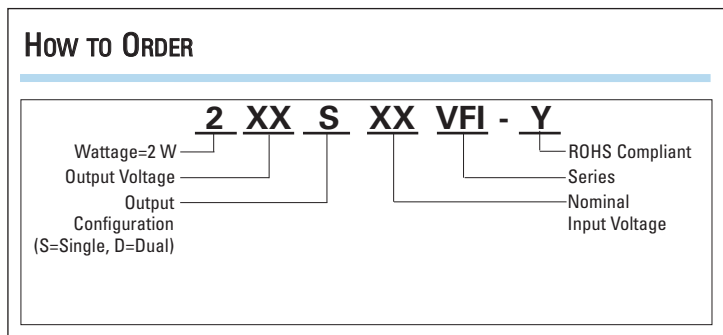 HOW TO ORDER
2 XX S XX VFI - Y
Wattage=2 W
Output Voltage
Output
Configuration
(S=Single, D=Dual)
ROHS Compliant
Series
Nominal
Input Voltage